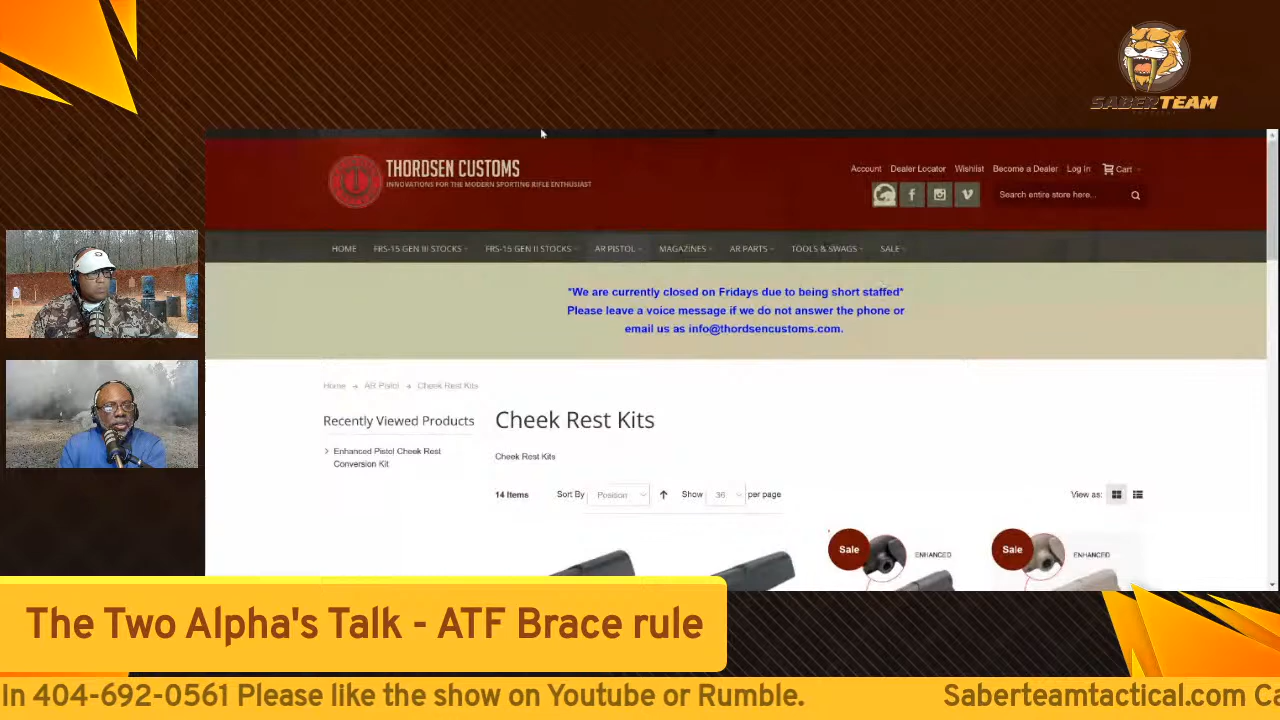 SABERTEAM
THORDSEN CUSTOMS
INNOVATIONS FOR THE MODERN SPORTING RIFLE ENTHUSIAST
Account Dealer Locator Wishlist Become a Dealer Log In Cart
Search entire store here...
HOME FRS-15 GEN III STOCKS FRS-15 GEN II STOCKS AR PISTOL MAGAZINES AR PARTS TOOLS & SWAGS SALE
*We are currently closed on Fridays due to being short staffed*
Please leave a voice message if we do not answer the phone or
email us as info@thordsencustoms.com.
Home AR Pistol Cheek Rest Kits
Recently Viewed Products
Enhanced Pistol Cheek Rest
Conversion Kit
Cheek Rest Kits
Cheek Rest Kits
14 Items Sort By Position Show 36 per page View as:
Sale ENHANCED Sale ENHANCED
The Two Alpha's Talk - ATF Brace rule
In 404-692-0561 Please like the show on Youtube or Rumble. Saberteamtactical.com Ca